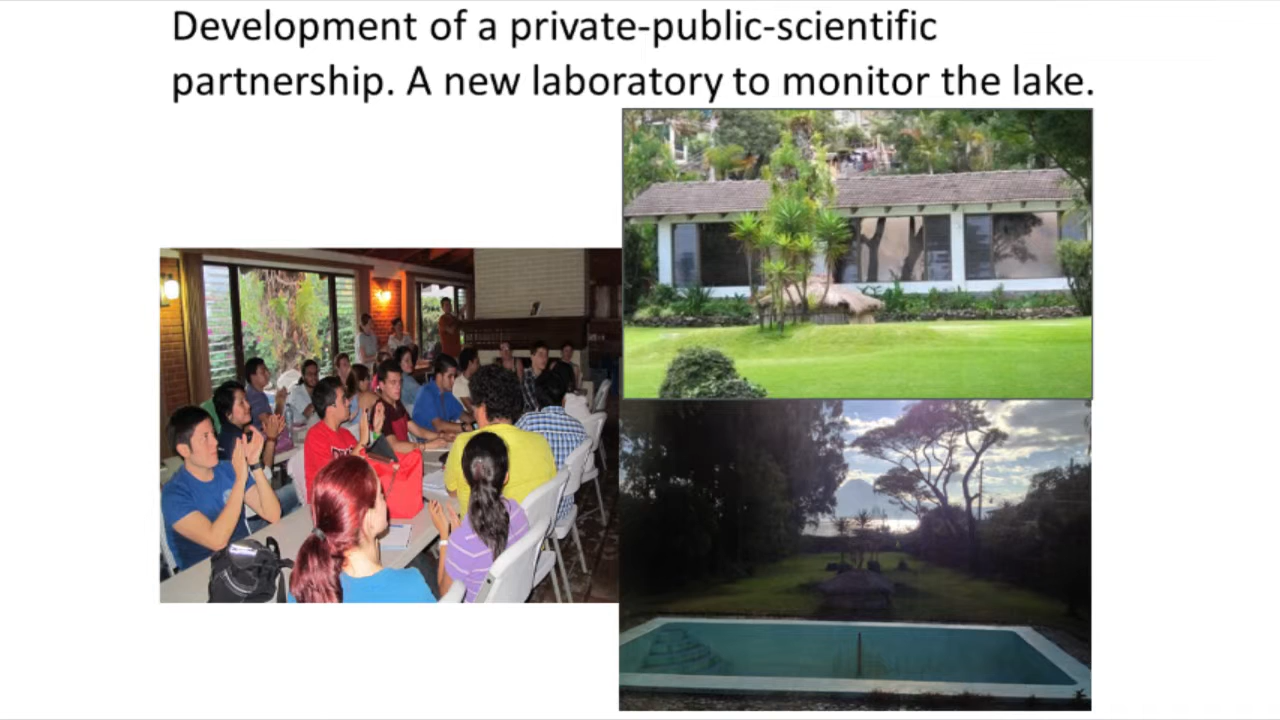 Development of a private-public-scientific
partnership. A new laboratory to monitor the lake.